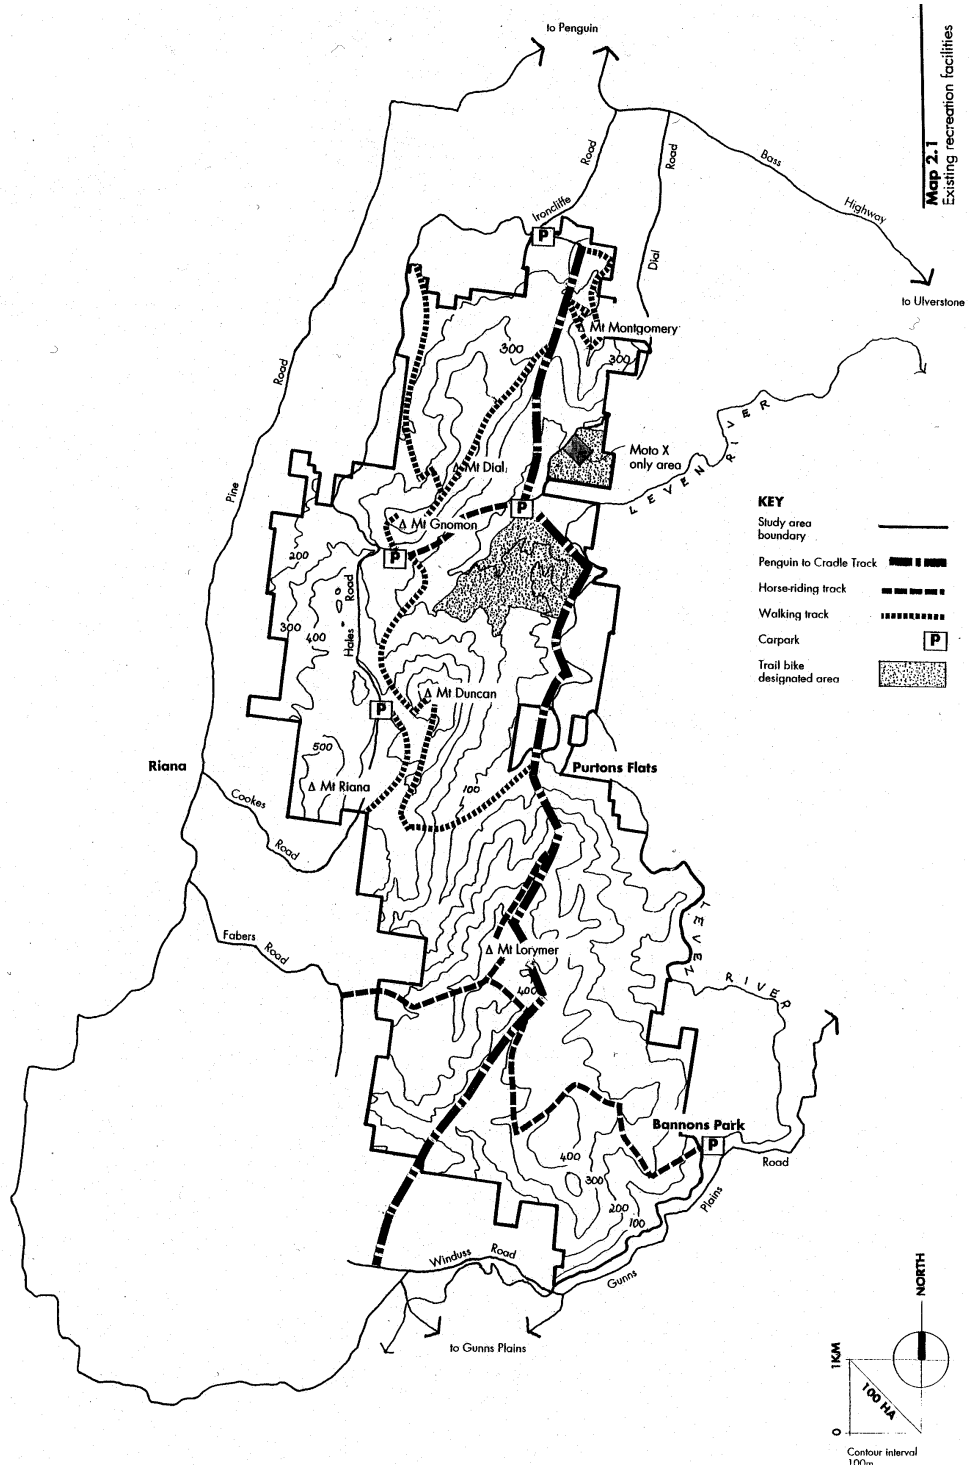 Map 2.1
Existing recreation facilities
to Penguin
Road
Road
Bass
Highway
Ironcliffe
P
Dial
to Ulverstone
Mt Montgomery
300
300
Road
LEVEN RIVER
Moto X
only area
Δ Mt Dial
Pine
P
Δ Mt Gnomon
P
200
Road
300
400
Hales
KEY
Study area
boundary
Penguin to Cradle Track
Horse-riding track
Walking track
Carpark
P
Trail bike
designated area
Δ Mt Duncan
P
500
Riana
Purtons Flats
Δ Mt Riana
100
Cookes
Road
LEVEN RIVER
Fabers
Road
Δ Mt Lorymer
400
Bannons Park
P
Road
400
300
Plains
200
100
Winduss Road
Gunns
to Gunns Plains
NORTH
1KM
100 HA
0
Contour interval
100m